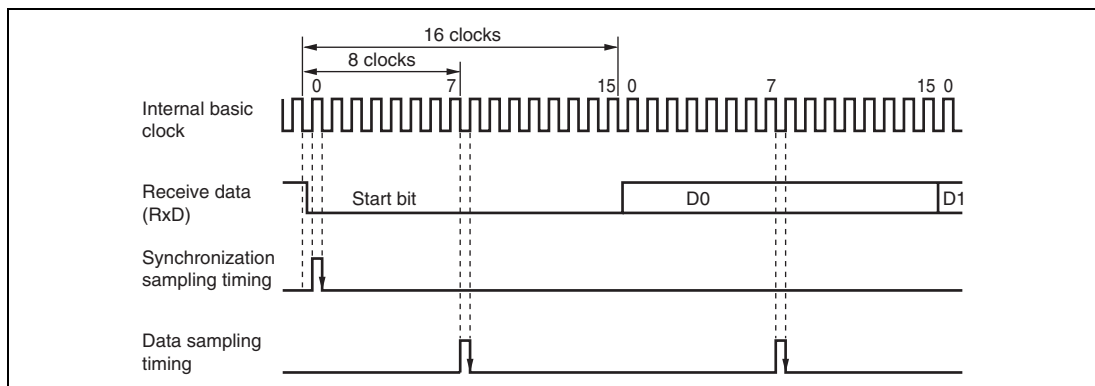 16 clocks
8 clocks
0 7 15 0 7 15 0
Internal basic
clock
Receive data
(RxD)
Start bit D0 D1
Synchronization
sampling timing
Data sampling
timing